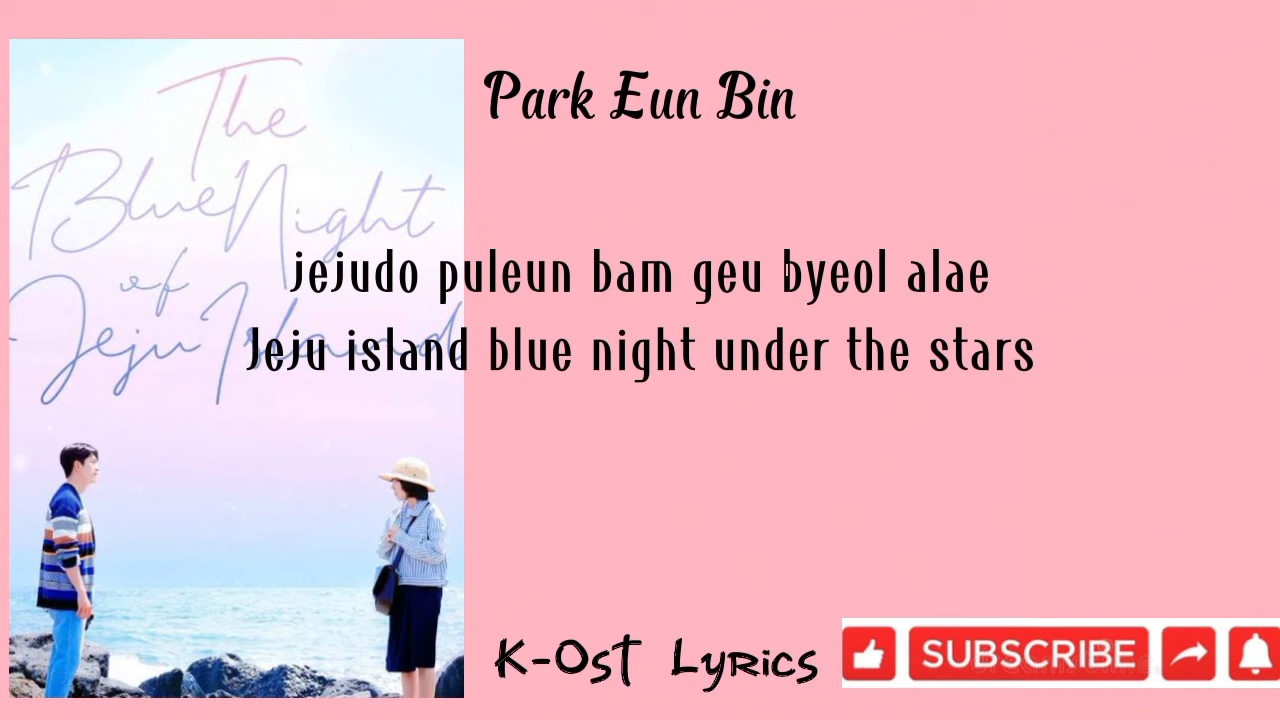 The
Blue Night
of
Jeju Island
Park Eun Bin
jejudo puleun bam geu byeol alae
Jeju island blue night under the stars
K-OST Lyrics
SUBSCRIBE